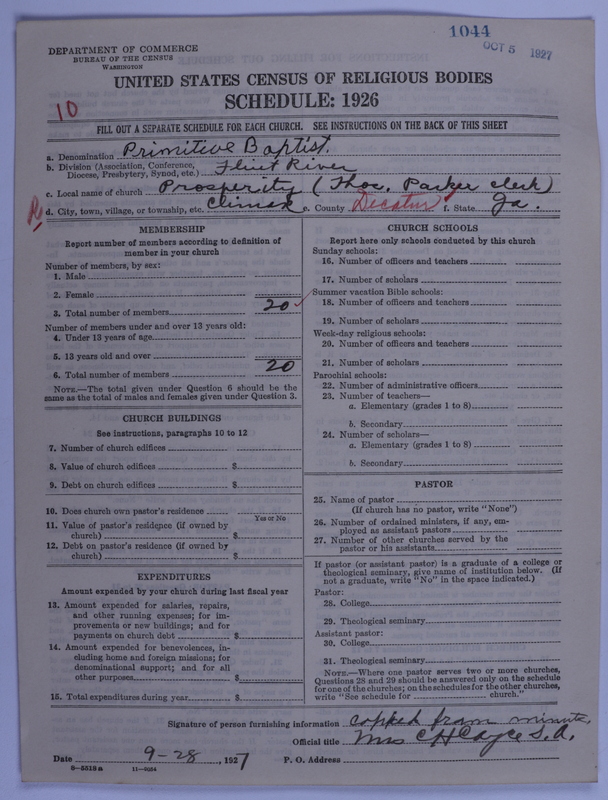 1044
OCT 5 1927
DEPARTMENT OF COMMERCE
BUREAU OF THE CENSUS
WASHINGTON
UNITED STATES CENSUS OF RELIGIOUS BODIES
SCHEDULE: 1926
10
FILL OUT A SEPARATE SCHEDULE FOR EACH CHURCH. SEE INSTRUCTIONS ON THE BACK OF THIS SHEET
a. Denomination Primitive Baptist.
b. Division (Association, Conference, Diocese, Presbytery, Synod, etc.) Flint River
c. Local name of church Prosperity (Thos. Parker clerk)
d. City, town, village, or township, etc. Climax e. County Decatur f. State Ga.
MEMBERSHIP
Report number of members according to definition of
member in your church
Number of members, by sex:
1. Male
2. Female
3. Total number of members 20
Number of members under and over 13 years old:
4. Under 13 years of age
5. 13 years old and over
6. Total number of members 20
NOTE.—The total given under Question 6 should be the
same as the total of males and females given under Question 3.
CHURCH BUILDINGS
See instructions, paragraphs 10 to 12
7. Number of church edifices
8. Value of church edifices $
9. Debt on church edifices $
10. Does church own pastor's residence
Yes or No
11. Value of pastor's residence (if owned by
church) $
12. Debt on pastor's residence (if owned by
church) $
EXPENDITURES
Amount expended by your church during last fiscal year
13. Amount expended for salaries, repairs,
and other running expenses; for im-
provements or new buildings; and for
payments on church debt $
14. Amount expended for benevolences, in-
cluding home and foreign missions; for
denominational support; and for all
other purposes $
15. Total expenditures during year $
CHURCH SCHOOLS
Report here only schools conducted by this church
Sunday schools:
16. Number of officers and teachers
17. Number of scholars
Summer vacation Bible schools:
18. Number of officers and teachers
19. Number of scholars
Week-day religious schools:
20. Number of officers and teachers
21. Number of scholars
Parochial schools:
22. Number of administrative officers
23. Number of teachers—
a. Elementary (grades 1 to 8)
b. Secondary
24. Number of scholars—
a. Elementary (grades 1 to 8)
b. Secondary
PASTOR
25. Name of pastor
(If church has no pastor, write "None")
26. Number of ordained ministers, if any, em-
ployed as assistant pastors
27. Number of other churches served by the
pastor or his assistants
If pastor (or assistant pastor) is a graduate of a college or
theological seminary, give name of institution below. (If
not a graduate, write "No" in the space indicated.)
Pastor:
28. College
29. Theological seminary
Assistant pastor:
30. College
31. Theological seminary
NOTE.—Where one pastor serves two or more churches,
Questions 28 and 29 should be answered only on the schedule
for one of the churches; on the schedules for the other churches,
write "See schedule for church."
Signature of person furnishing information copied from minute
Official title Mrs C H Cayce S. A.
Date 9-28, 1927 P. O. Address
8-5518 a 11-9054